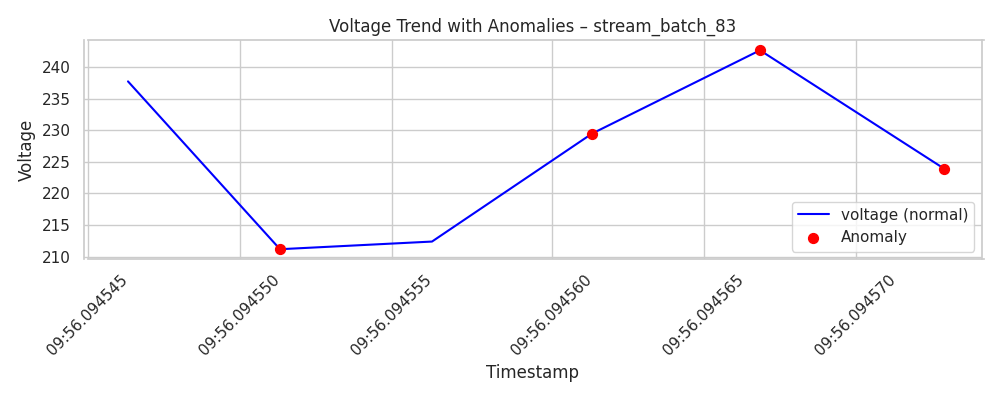 Voltage Trend with Anomalies – stream_batch_83
Voltage
240
235
230
225
220
215
210
voltage (normal)
Anomaly
09:56.094545
09:56.094550
09:56.094555
09:56.094560
09:56.094565
09:56.094570
Timestamp